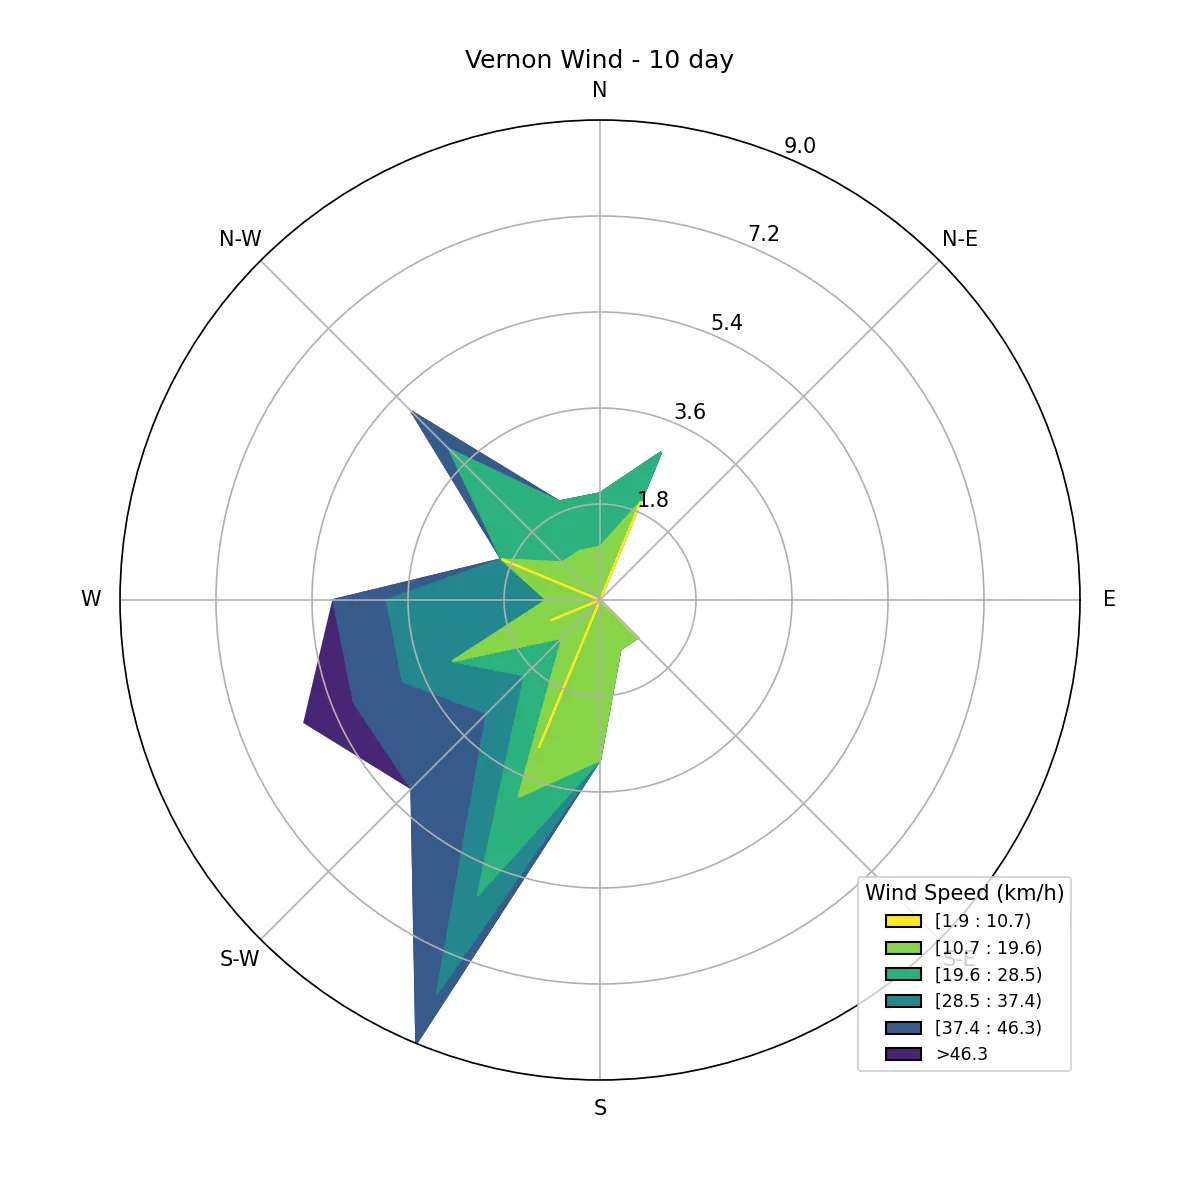 Vernon Wind - 10 day
N
9.0
7.2
N-W
N-E
5.4
3.6
1.8
W
E
Wind Speed (km/h)
[1.9 : 10.7)
[10.7 : 19.6)
S-W
S-E
[19.6 : 28.5)
[28.5 : 37.4)
[37.4 : 46.3)
>46.3
S